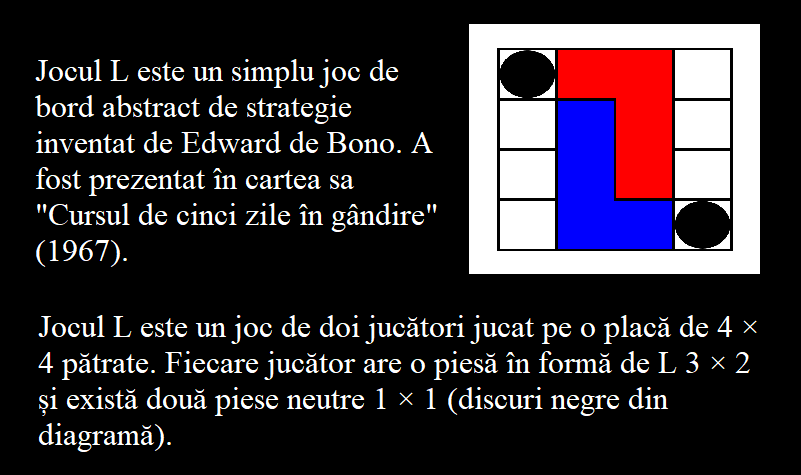 Jocul L este un simplu joc de
bord abstract de strategie
inventat de Edward de Bono. A
fost prezentat în cartea sa
"Cursul de cinci zile în gândire"
(1967).
Jocul L este un joc de doi jucători jucat pe o placă de 4 ×
4 pătrate. Fiecare jucător are o piesă în formă de L 3 × 2
și există două piese neutre 1 × 1 (discuri negre din
diagramă).